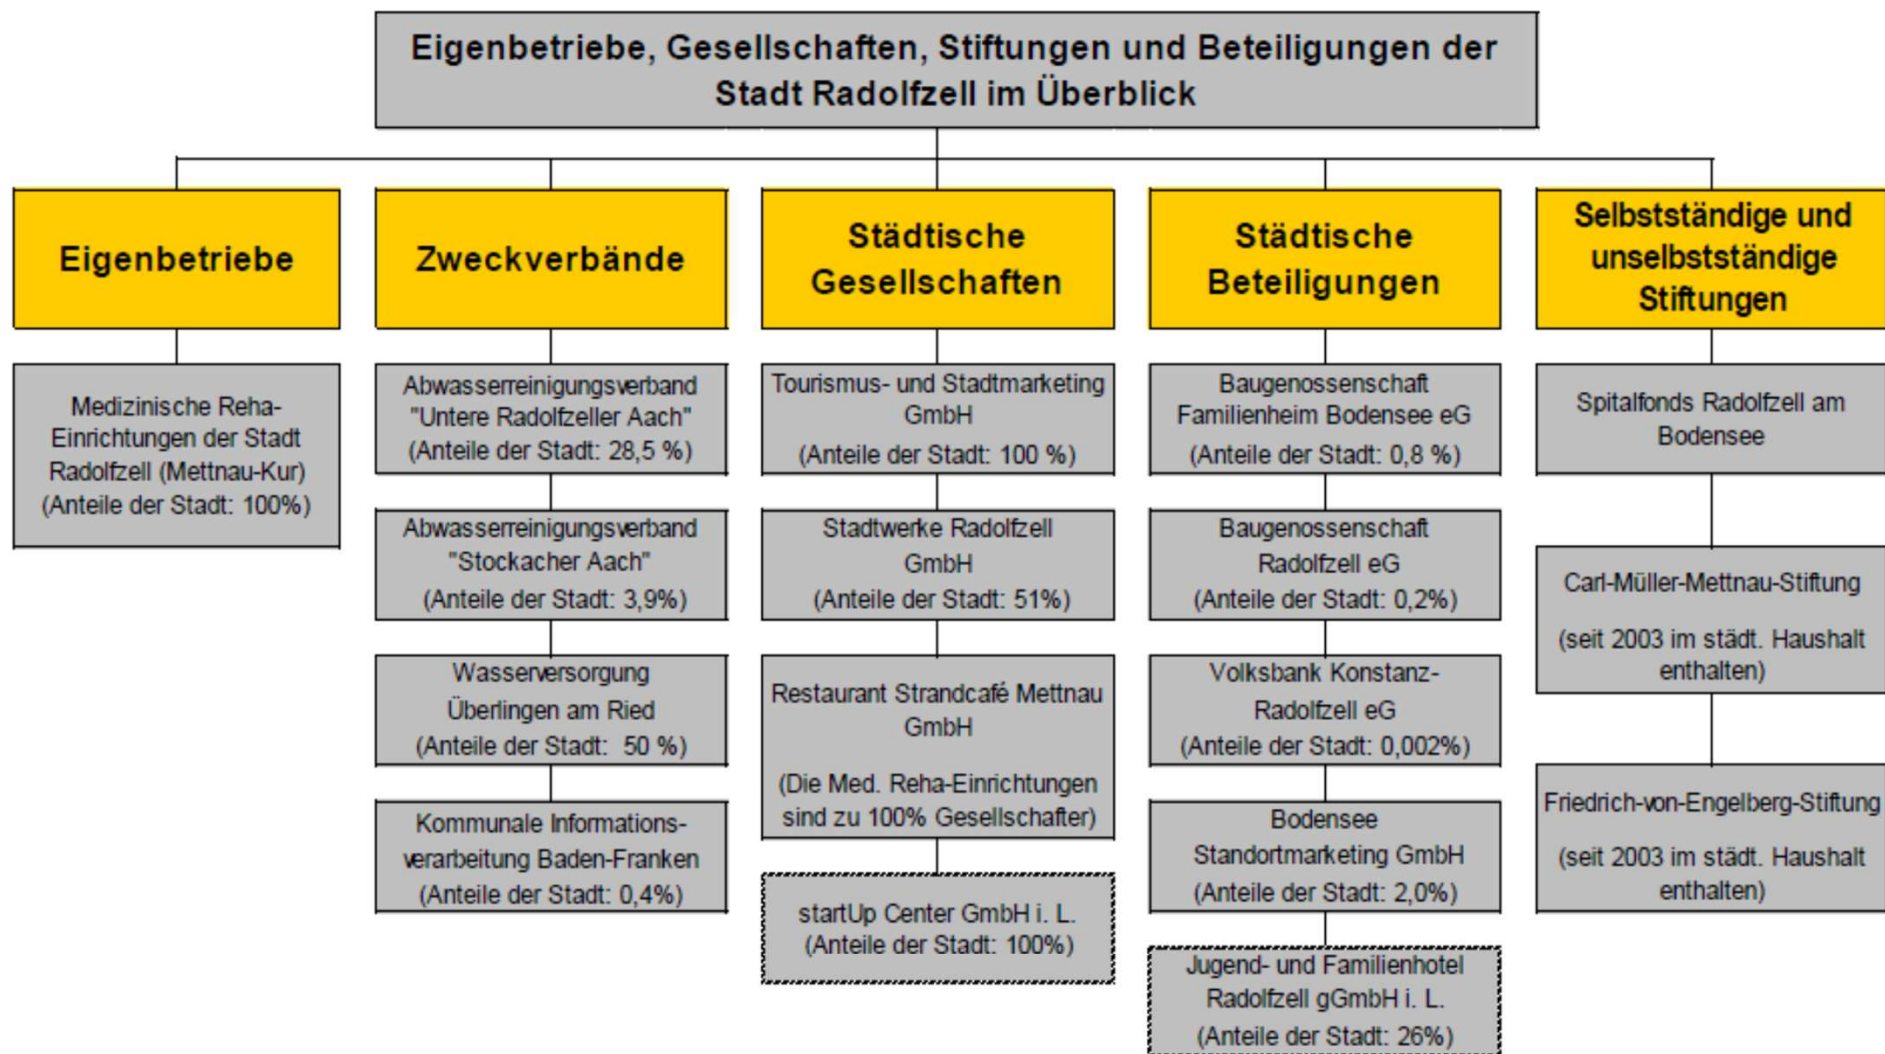 Eigenbetriebe, Gesellschaften, Stiftungen und Beteiligungen der
Stadt Radolfzell im Überblick
Eigenbetriebe
Medizinische Reha-
Einrichtungen der Stadt
Radolfzell (Mettnau-Kur)
(Anteile der Stadt: 100%)
Zweckverbände
Abwasserreinigungsverband
"Untere Radolfzeller Aach"
(Anteile der Stadt: 28,5 %)
Abwasserreinigungsverband
"Stockacher Aach"
(Anteile der Stadt: 3,9%)
Wasserversorgung
Überlingen am Ried
(Anteile der Stadt: 50 %)
Kommunale Informations-
verarbeitung Baden-Franken
(Anteile der Stadt: 0,4%)
Städtische
Gesellschaften
Tourismus- und Stadtmarketing
GmbH
(Anteile der Stadt: 100 %)
Stadtwerke Radolfzell
GmbH
(Anteile der Stadt: 51%)
Restaurant Strandcafé Mettnau
GmbH
(Die Med. Reha-Einrichtungen
sind zu 100% Gesellschafter)
startUp Center GmbH i. L.
(Anteile der Stadt: 100%)
Städtische
Beteiligungen
Baugenossenschaft
Familienheim Bodensee eG
(Anteile der Stadt: 0,8 %)
Baugenossenschaft
Radolfzell eG
(Anteile der Stadt: 0,2%)
Volksbank Konstanz-
Radolfzell eG
(Anteile der Stadt: 0,002%)
Bodensee
Standortmarketing GmbH
(Anteile der Stadt: 2,0%)
Jugend- und Familienhotel
Radolfzell gGmbH i. L.
(Anteile der Stadt: 26%)
Selbstständige und
unselbstständige
Stiftungen
Spitalfonds Radolfzell am
Bodensee
Carl-Müller-Mettnau-Stiftung
(seit 2003 im städt. Haushalt
enthalten)
Friedrich-von-Engelberg-Stiftung
(seit 2003 im städt. Haushalt
enthalten)